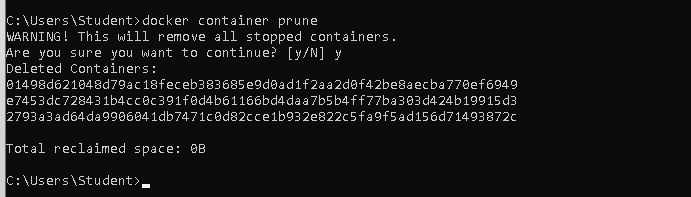 C:\Users\Student>docker container prune
WARNING! This will remove all stopped containers.
Are you sure you want to continue? [y/N] y
Deleted Containers:
01498d621048d79ac18feceb383685e9d0ad1f2aa2d0f42be8aecba770ef6949
e7453dc728431b4cc0c391f0d4b61166bd4daa7b5b4ff77ba303d424b19915d3
2793a3ad64da9906041db7471c0d82cce1b932e822c5fa9f5ad156d71493872c
Total reclaimed space: 0B
C:\Users\Student>